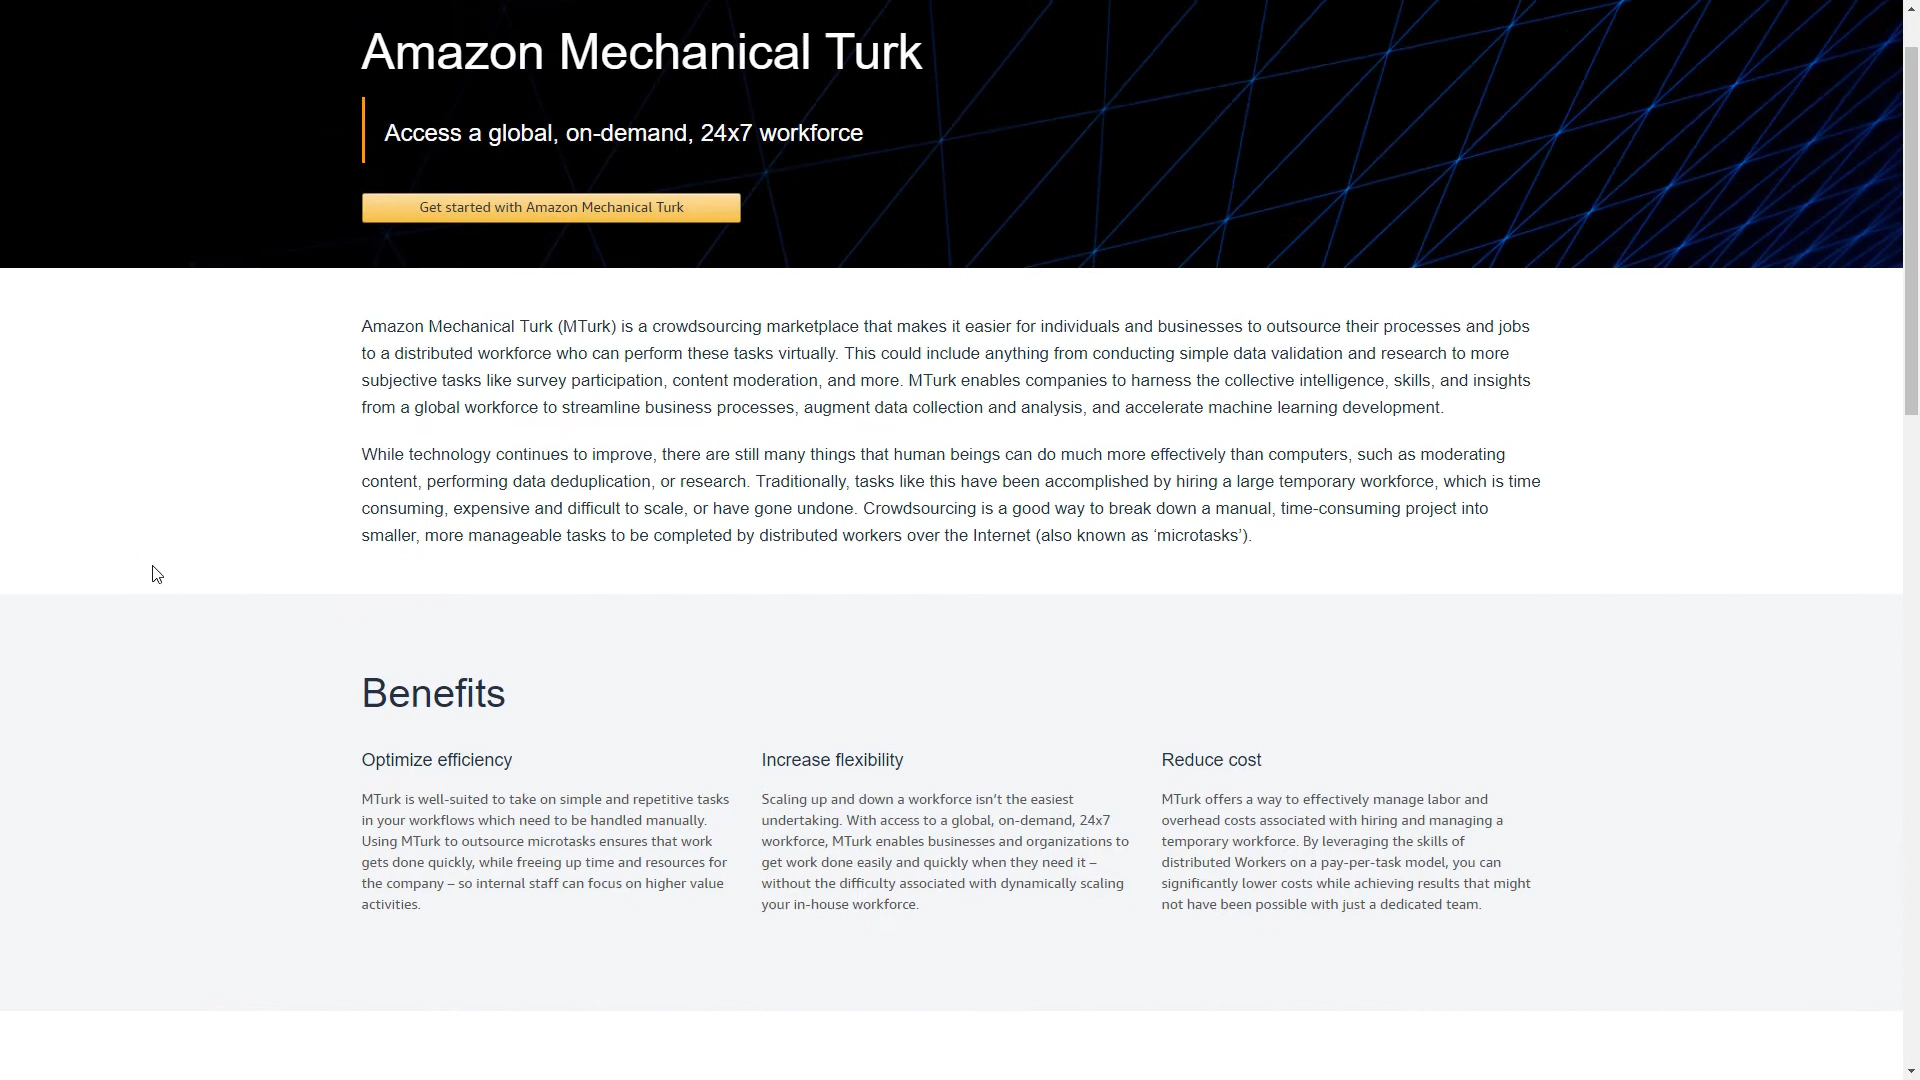 Amazon Mechanical Turk
Access a global, on-demand, 24x7 workforce
Get started with Amazon Mechanical Turk
Amazon Mechanical Turk (MTurk) is a crowdsourcing marketplace that makes it easier for individuals and businesses to outsource their processes and jobs
to a distributed workforce who can perform these tasks virtually. This could include anything from conducting simple data validation and research to more
subjective tasks like survey participation, content moderation, and more. MTurk enables companies to harness the collective intelligence, skills, and insights
from a global workforce to streamline business processes, augment data collection and analysis, and accelerate machine learning development.
While technology continues to improve, there are still many things that human beings can do much more effectively than computers, such as moderating
content, performing data deduplication, or research. Traditionally, tasks like this have been accomplished by hiring a large temporary workforce, which is time
consuming, expensive and difficult to scale, or have gone undone. Crowdsourcing is a good way to break down a manual, time-consuming project into
smaller, more manageable tasks to be completed by distributed workers over the Internet (also known as ‘microtasks’).
Benefits
Optimize efficiency
MTurk is well-suited to take on simple and repetitive tasks
in your workflows which need to be handled manually.
Using MTurk to outsource microtasks ensures that work
gets done quickly, while freeing up time and resources for
the company – so internal staff can focus on higher value
activities.
Increase flexibility
Scaling up and down a workforce isn’t the easiest
undertaking. With access to a global, on-demand, 24x7
workforce, MTurk enables businesses and organizations to
get work done easily and quickly when they need it –
without the difficulty associated with dynamically scaling
your in-house workforce.
Reduce cost
MTurk offers a way to effectively manage labor and
overhead costs associated with hiring and managing a
temporary workforce. By leveraging the skills of
distributed Workers on a pay-per-task model, you can
significantly lower costs while achieving results that might
not have been possible with just a dedicated team.